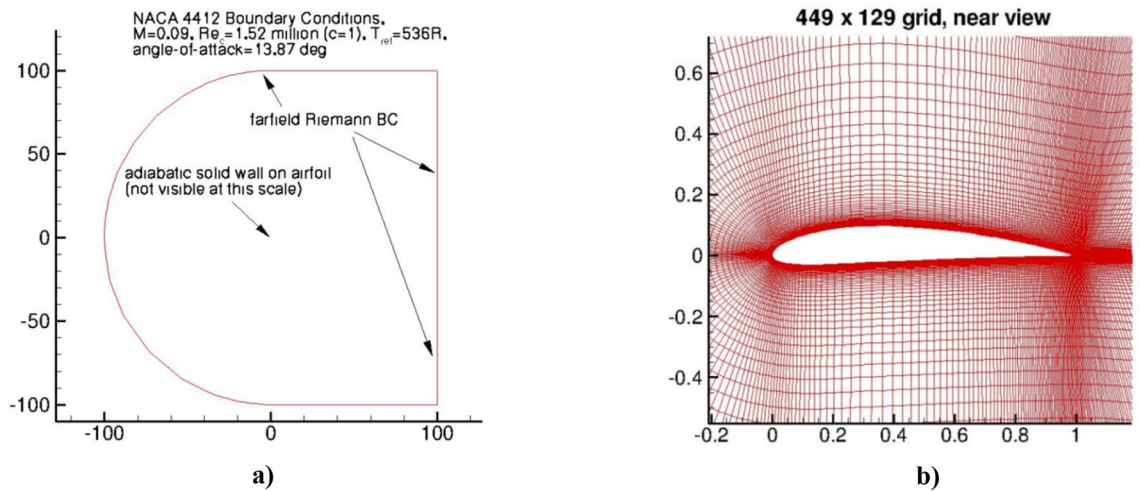 NACA 4412 Boundary Conditions,
M=0.09, Re_c=1.52 million (c=1), T_ref=536R,
angle-of-attack=13.87 deg
100
50
0
-50
-100
-100
0
100
farfield Riemann BC
adiabatic solid wall on airfoil
(not visible at this scale)
a)
449 x 129 grid, near view
0.6
0.4
0.2
0
-0.2
-0.4
-0.2
0
0.2
0.4
0.6
0.8
1
b)